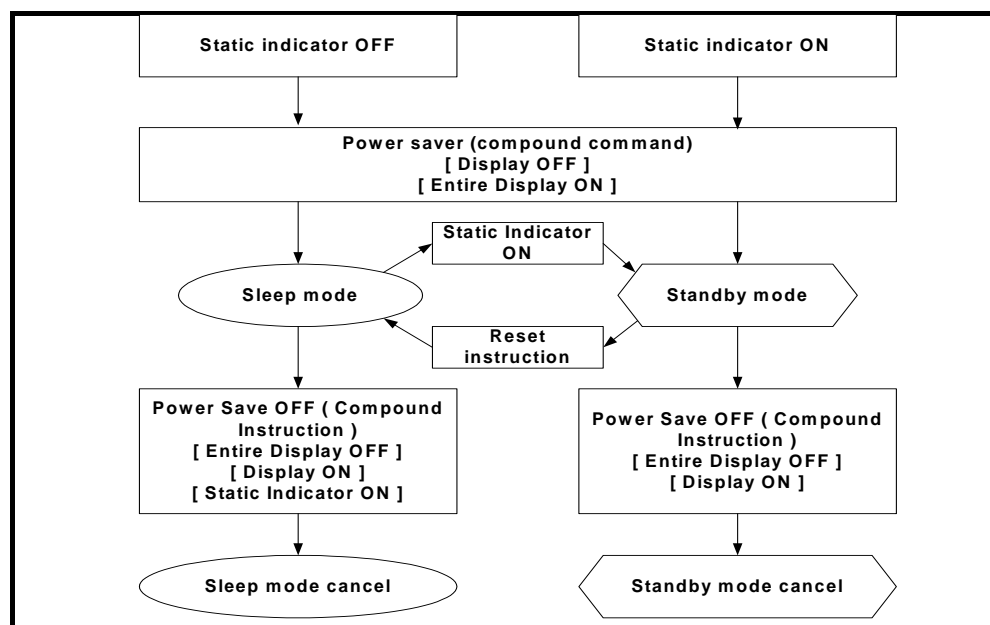 Static indicator OFF
Static indicator ON
Power saver (compound command)
[ Display OFF ]
[ Entire Display ON ]
Static Indicator
ON
Sleep mode
Standby mode
Reset
instruction
Power Save OFF ( Compound
Instruction )
[ Entire Display OFF ]
[ Display ON ]
[ Static Indicator ON ]
Power Save OFF ( Compound
Instruction )
[ Entire Display OFF ]
[ Display ON ]
Sleep mode cancel
Standby mode cancel